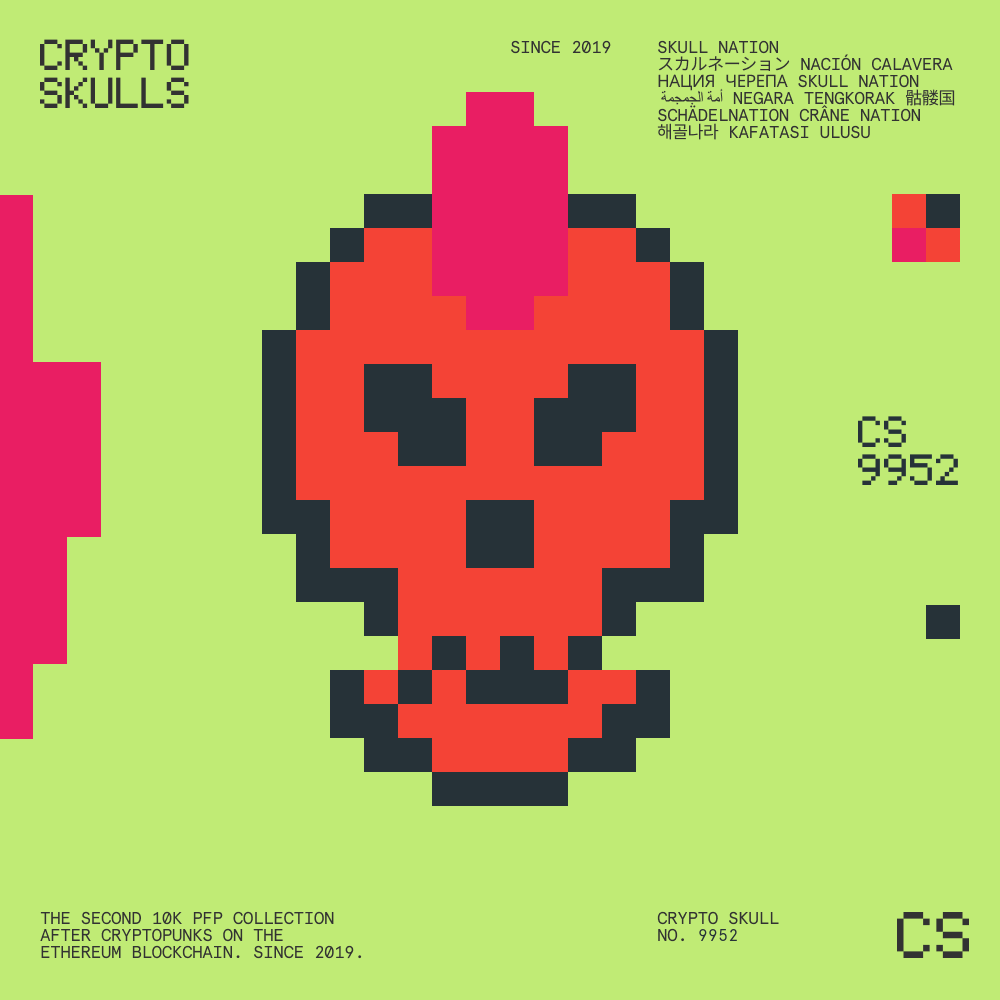 CRYPTO
SKULLS
SINCE 2019
SKULL NATION
スカルネーション NACIÓN CALAVERA
НАЦИЯ ЧЕРЕПА SKULL NATION
أمة الجمجمة NEGARA TENGKORAK 骷髅国
SCHÄDELNATION CRÂNE NATION
해골나라 KAFATASI ULUSU
CS
9952
THE SECOND 10K PFP COLLECTION
AFTER CRYPTOPUNKS ON THE
ETHEREUM BLOCKCHAIN. SINCE 2019.
CRYPTO SKULL
NO. 9952
CS